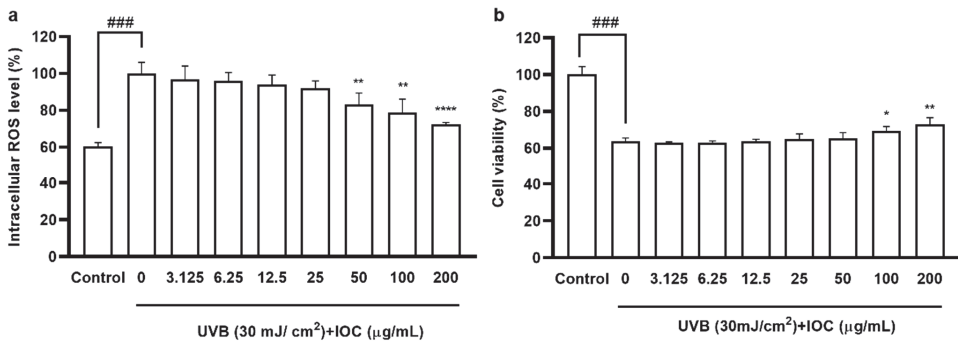 a
###
Intracellular ROS level (%)
120
100
80
60
40
20
0
** ** ****
Control 0 3.125 6.25 12.5 25 50 100 200
UVB (30 mJ/ cm²)+IOC (μg/mL)
b
###
Cell viability (%)
120
100
80
60
40
20
0
* **
Control 0 3.125 6.25 12.5 25 50 100 200
UVB (30mJ/cm²)+IOC (μg/mL)